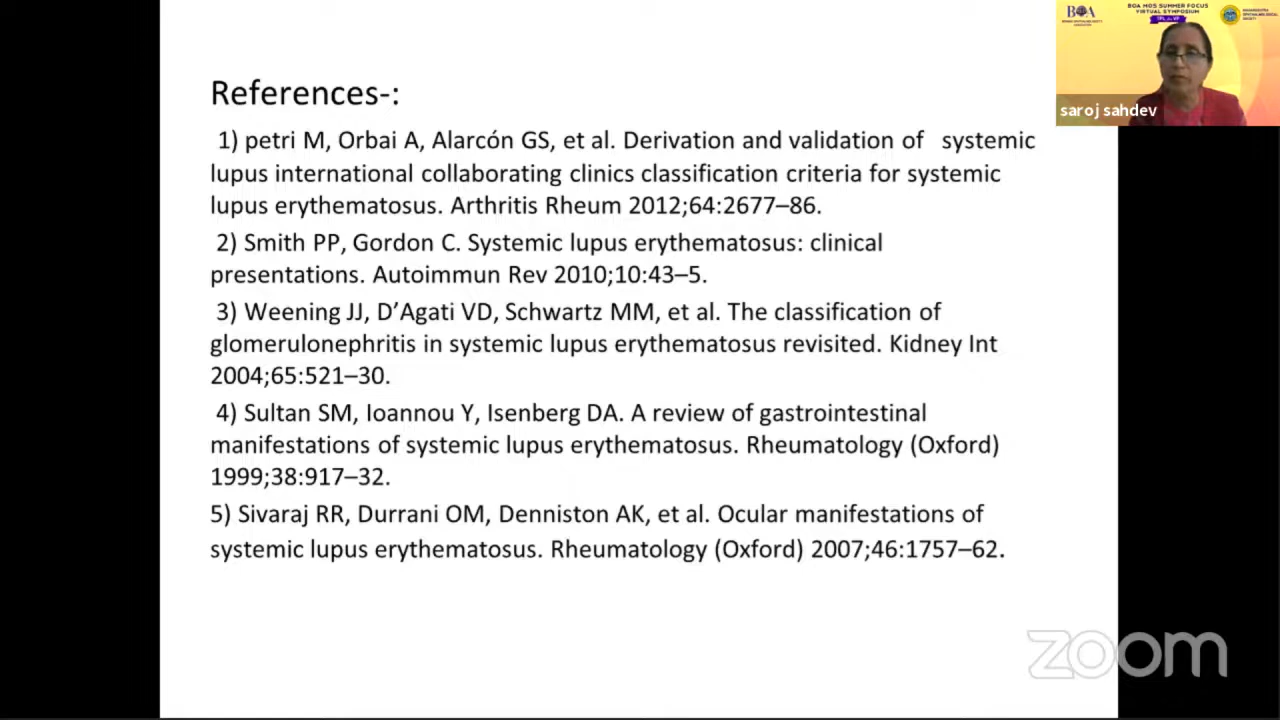 BOA MOS SUMMER FOCUS
VIRTUAL SYMPOSIUM
BOA
saroj sahdev
References-:
1) petri M, Orbai A, Alarcón GS, et al. Derivation and validation of systemic
lupus international collaborating clinics classification criteria for systemic
lupus erythematosus. Arthritis Rheum 2012;64:2677–86.
2) Smith PP, Gordon C. Systemic lupus erythematosus: clinical
presentations. Autoimmun Rev 2010;10:43–5.
3) Weening JJ, D’Agati VD, Schwartz MM, et al. The classification of
glomerulonephritis in systemic lupus erythematosus revisited. Kidney Int
2004;65:521–30.
4) Sultan SM, Ioannou Y, Isenberg DA. A review of gastrointestinal
manifestations of systemic lupus erythematosus. Rheumatology (Oxford)
1999;38:917–32.
5) Sivaraj RR, Durrani OM, Denniston AK, et al. Ocular manifestations of
systemic lupus erythematosus. Rheumatology (Oxford) 2007;46:1757–62.
zoom